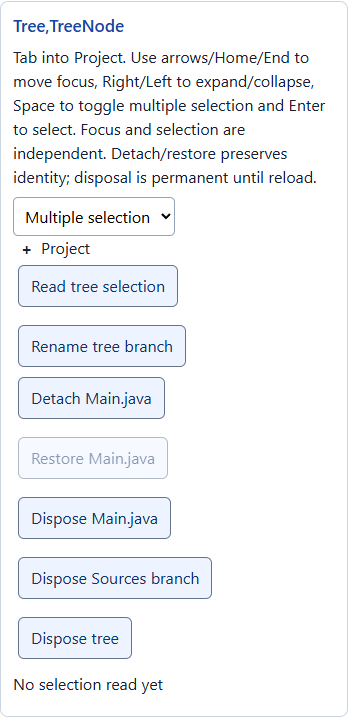 Tree,TreeNode
Tab into Project. Use arrows/Home/End to
move focus, Right/Left to expand/collapse,
Space to toggle multiple selection and Enter
to select. Focus and selection are
independent. Detach/restore preserves
identity; disposal is permanent until reload.
Multiple selection
+ Project
Read tree selection
Rename tree branch
Detach Main.java
Restore Main.java
Dispose Main.java
Dispose Sources branch
Dispose tree
No selection read yet